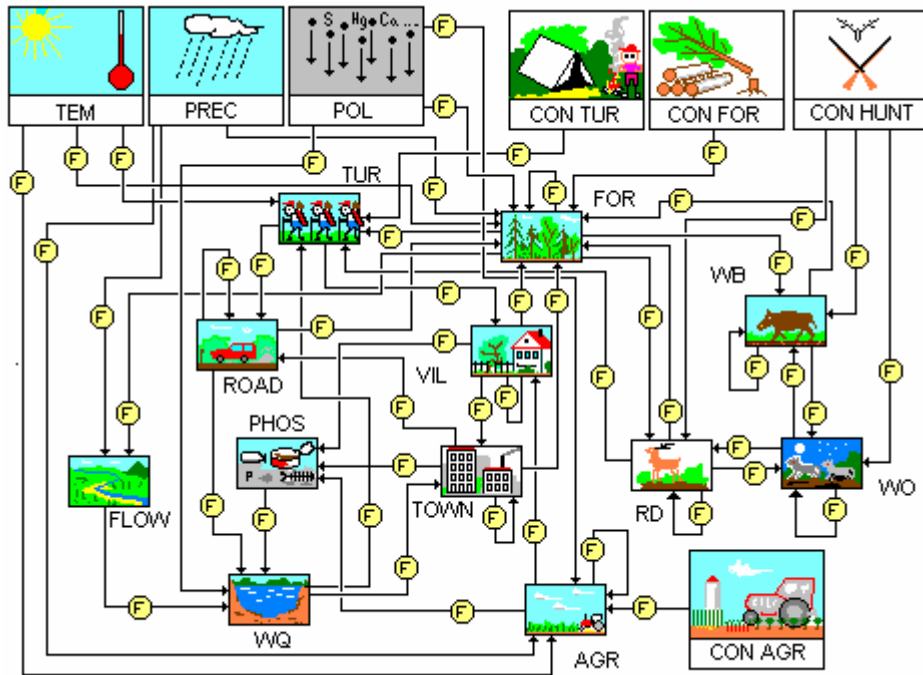 S Hg Co ...
F
F
TEM PREC POL CON TUR CON FOR CON HUNT
F F F F F F F F
F TUR F F FOR
F
F F F
F F
F F F WB
F F F F F
F F
ROAD VIL F F F
PHOS
F F F F F F F
F F
P F F F WO
F F
TOWN FLOW RD
F F F F
F F
F F F
WQ AGR CON AGR